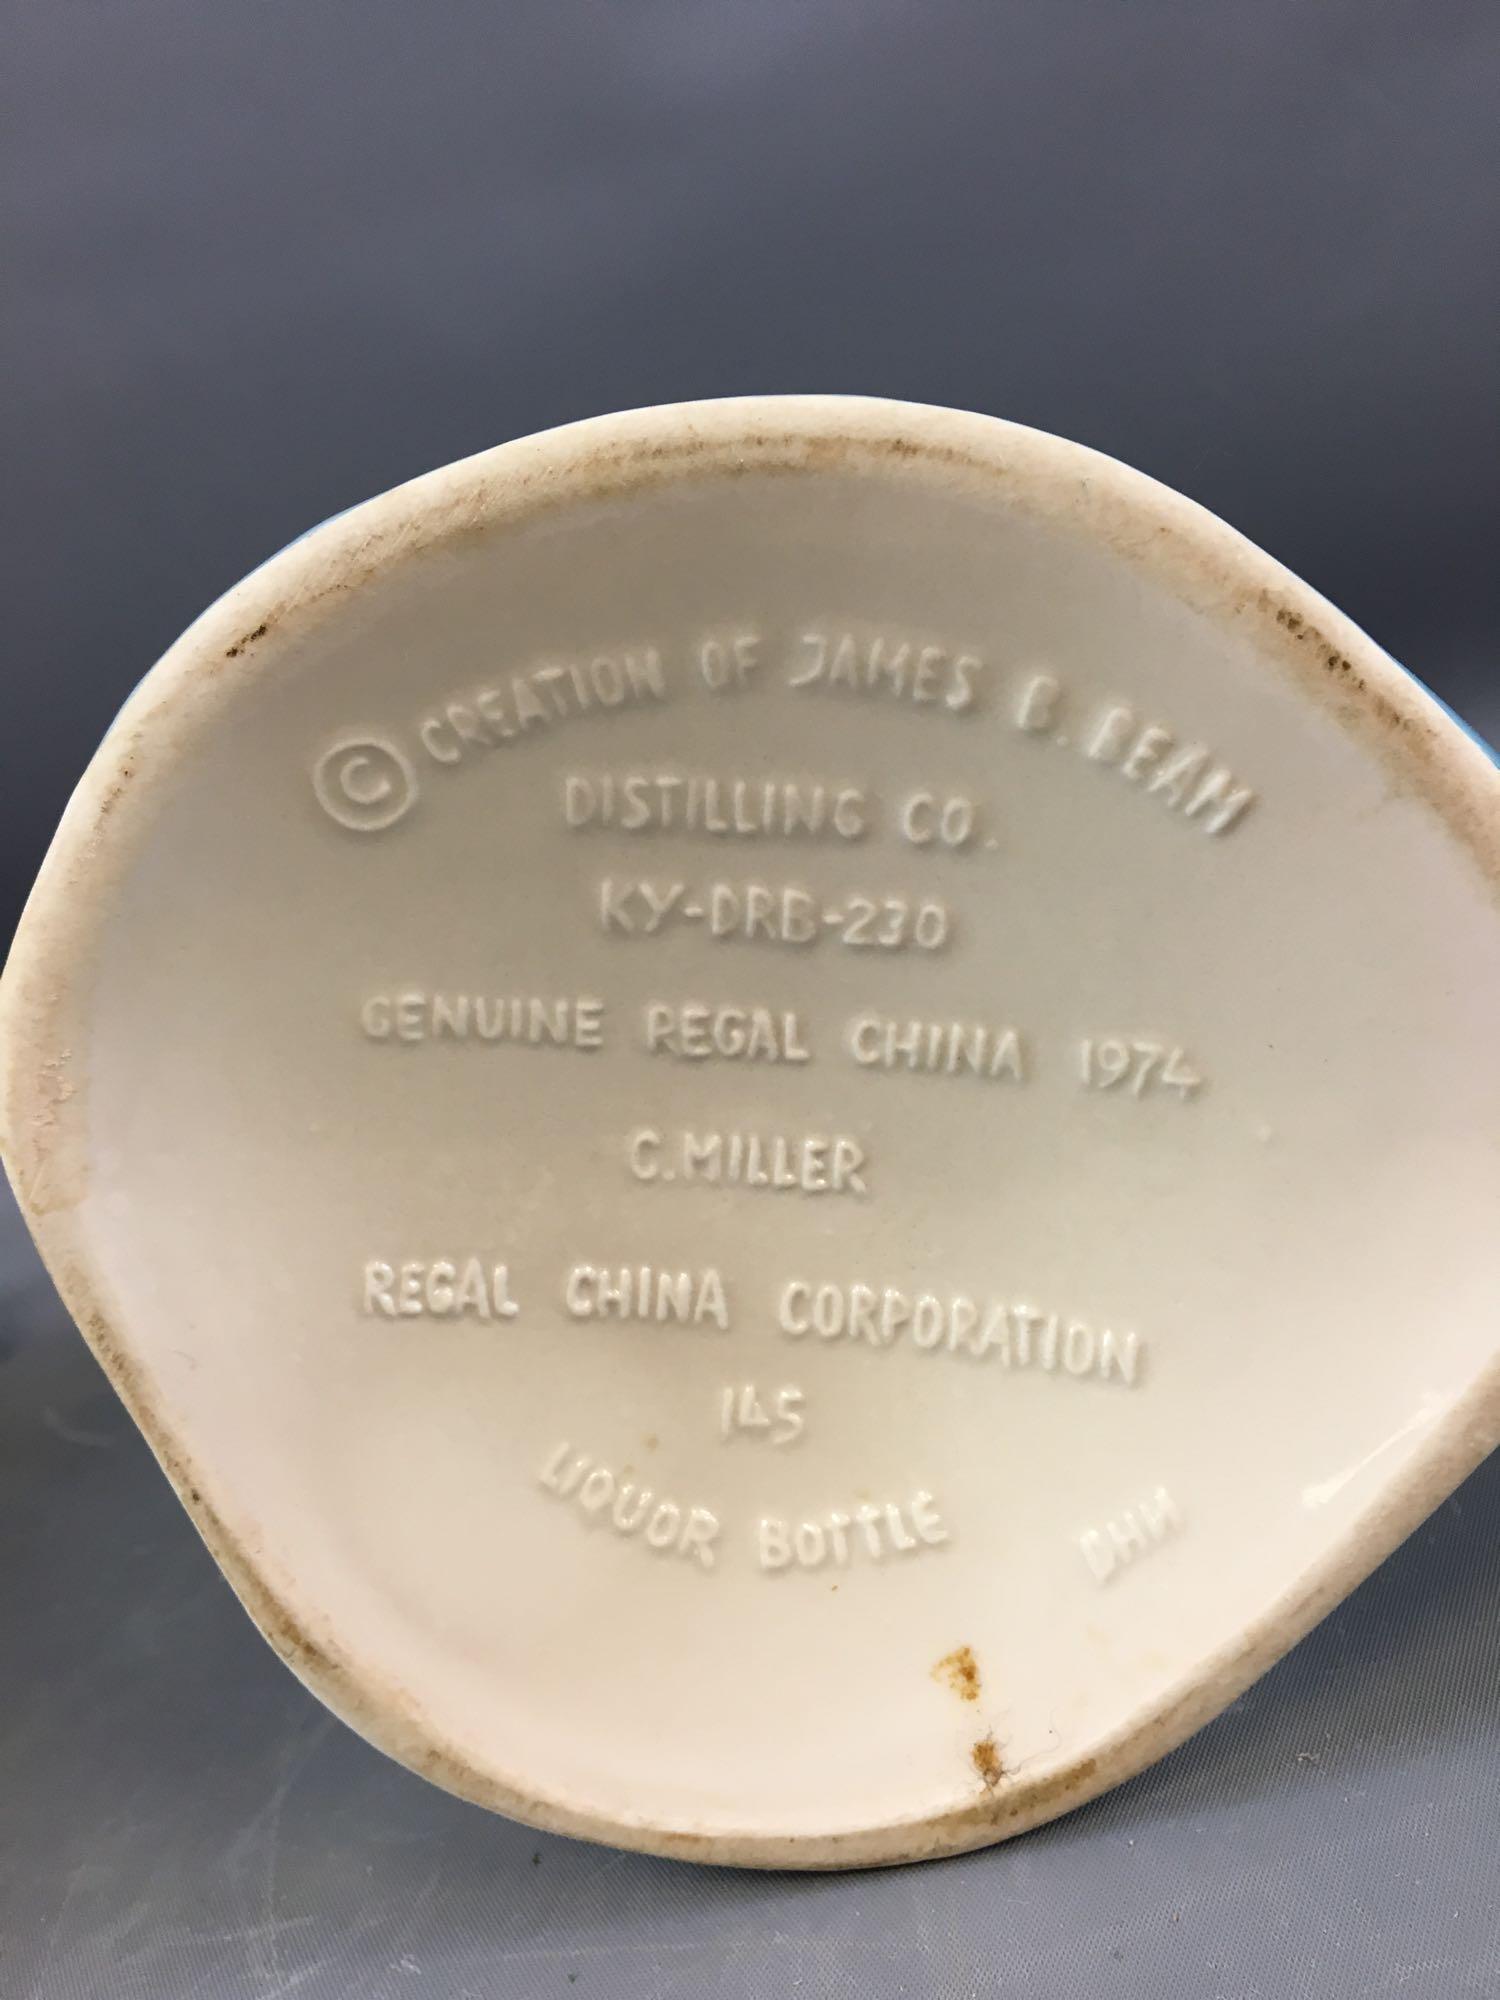 © CREATION OF JAMES B. BEAM
DISTILLING CO.
KY-DRB-230
GENUINE REGAL CHINA 1974
C. MILLER
REGAL CHINA CORPORATION
145
LIQUOR BOTTLE